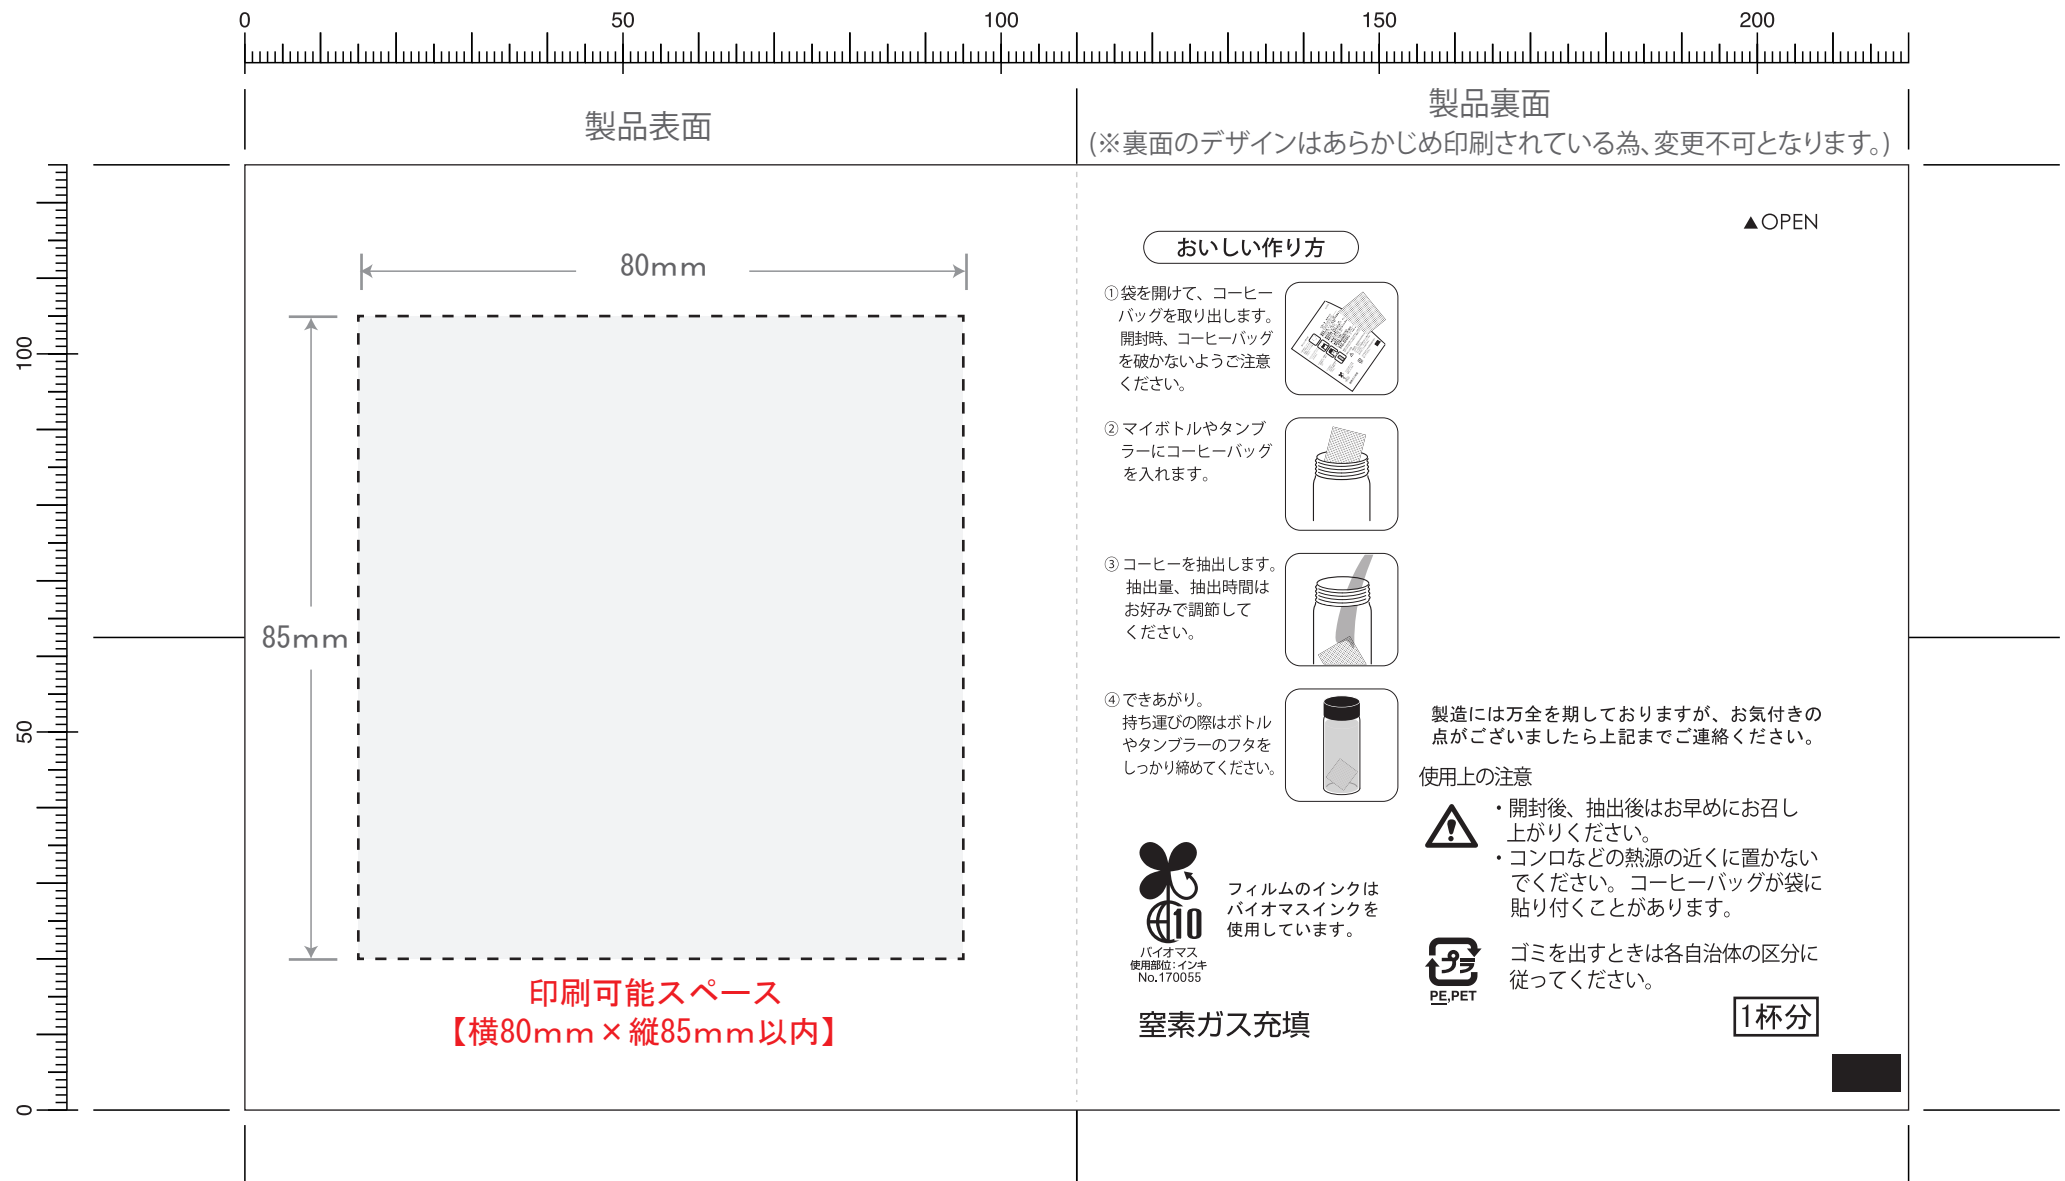 0 50 100 150 200
製品表面
製品裏面
(※裏面のデザインはあらかじめ印刷されている為、変更不可となります。)
100
50
0
80mm
85mm
印刷可能スペース
【横80mm×縦85mm以内】
▲OPEN
おいしい作り方
①袋を開けて、コーヒー
バッグを取り出します。
開封時、コーヒーバッグ
を破かないようご注意
ください。
②マイボトルやタンブ
ラーにコーヒーバッグ
を入れます。
③コーヒーを抽出します。
抽出量、抽出時間は
お好みで調節して
ください。
④できあがり。
持ち運びの際はボトル
やタンブラーのフタを
しっかり締めてください。
10
バイオマス
使用部位:インキ
No.170055
フィルムのインクは
バイオマスインクを
使用しています。
窒素ガス充填
製造には万全を期しておりますが、お気付きの
点がございましたら上記までご連絡ください。
使用上の注意
・開封後、抽出後はお早めにお召し
上がりください。
・コンロなどの熱源の近くに置かない
でください。コーヒーバッグが袋に
貼り付くことがあります。
プラ
PE,PET
ゴミを出すときは各自治体の区分に
従ってください。
1杯分